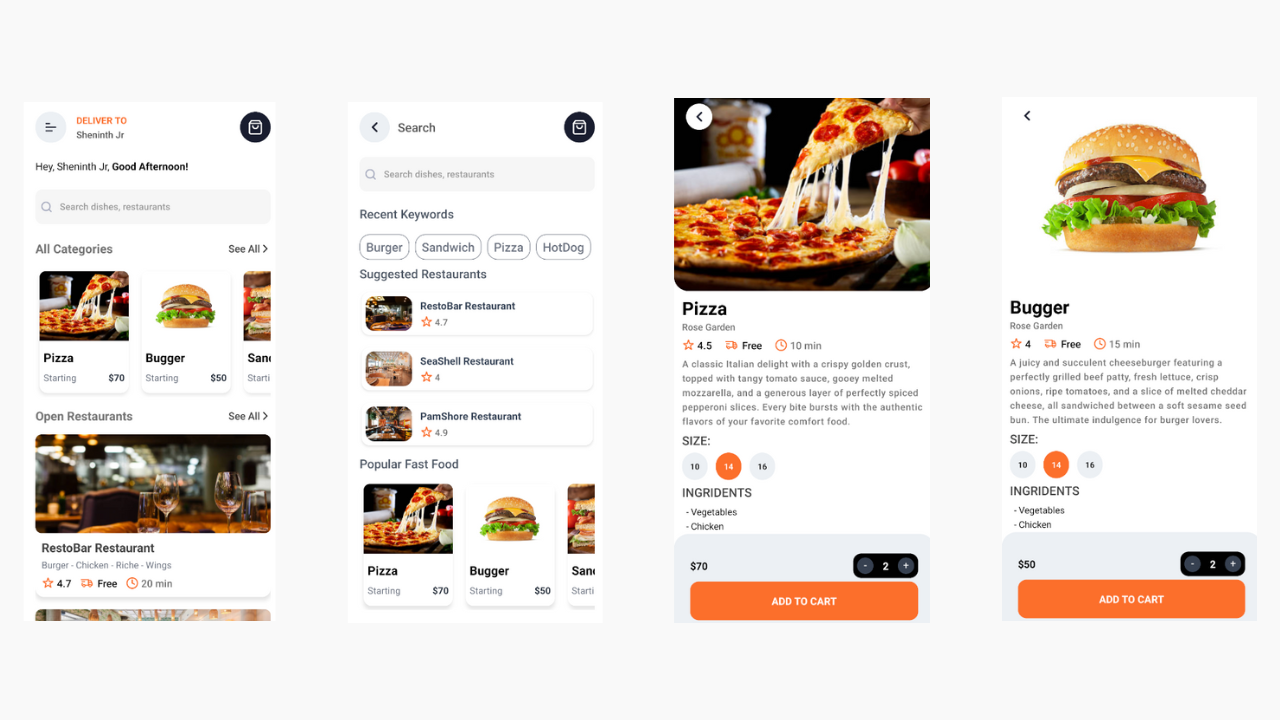 DELIVER TO
Sheninth Jr
Hey, Sheninth Jr, Good Afternoon!
Search dishes, restaurants
All Categories
See All
Pizza
Starting
$70
Bugger
Starting
$50
Sand
Starti
Open Restaurants
See All
RestoBar Restaurant
Burger - Chicken - Riche - Wings
4.7
Free
20 min
Search
Search dishes, restaurants
Recent Keywords
Burger
Sandwich
Pizza
HotDog
Suggested Restaurants
RestoBar Restaurant
4.7
SeaShell Restaurant
4
PamShore Restaurant
4.9
Popular Fast Food
Pizza
Starting
$70
Bugger
Starting
$50
Sand
Starti
Pizza
Rose Garden
4.5
Free
10 min
A classic Italian delight with a crispy golden crust,
topped with tangy tomato sauce, gooey melted
mozzarella, and a generous layer of perfectly spiced
pepperoni slices. Every bite bursts with the authentic
flavors of your favorite comfort food.
SIZE:
10
14
16
INGRIDENTS
- Vegetables
- Chicken
$70
- 2 +
ADD TO CART
Bugger
Rose Garden
4
Free
15 min
A juicy and succulent cheeseburger featuring a
perfectly grilled beef patty, fresh lettuce, crisp
onions, ripe tomatoes, and a slice of melted cheddar
cheese, all sandwiched between a soft sesame seed
bun. The ultimate indulgence for burger lovers.
SIZE:
10
14
16
INGRIDENTS
- Vegetables
- Chicken
$50
- 2 +
ADD TO CART